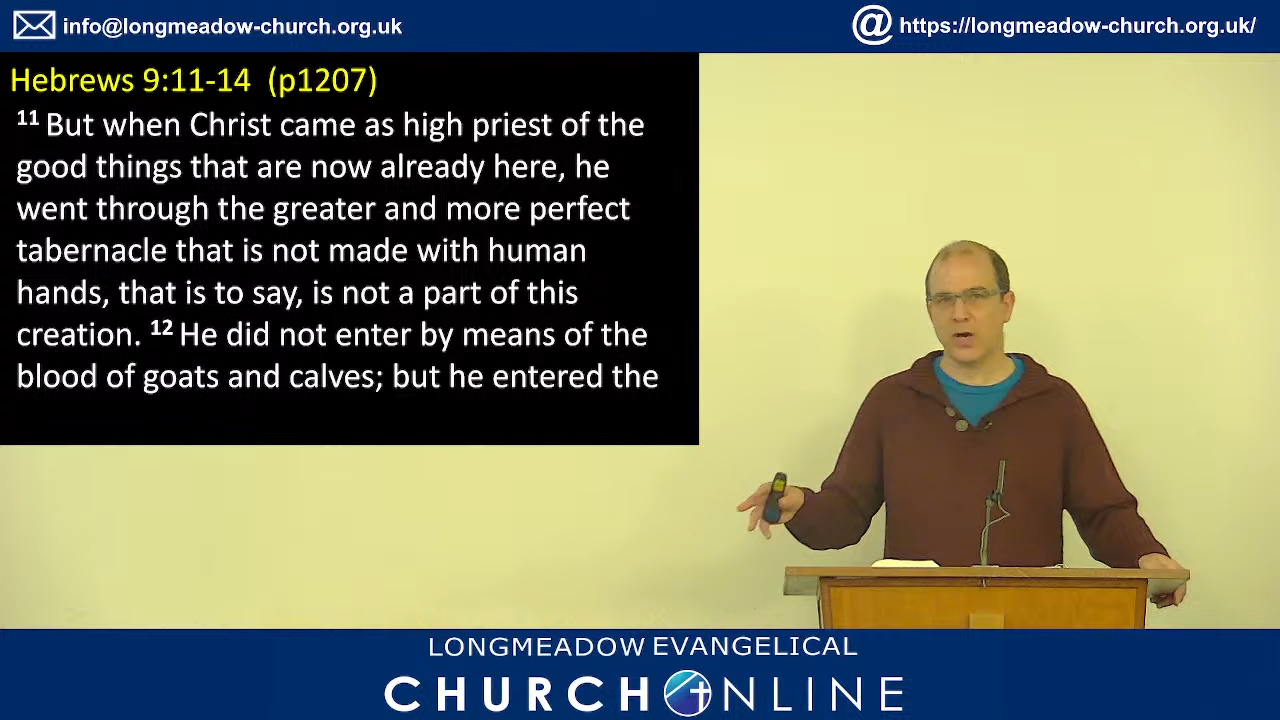 info@longmeadow-church.org.uk
https://longmeadow-church.org.uk/
Hebrews 9:11-14 (p1207)
11 But when Christ came as high priest of the
good things that are now already here, he
went through the greater and more perfect
tabernacle that is not made with human
hands, that is to say, is not a part of this
creation. 12 He did not enter by means of the
blood of goats and calves; but he entered the
LONGMEADOW EVANGELICAL
CHURCH ONLINE